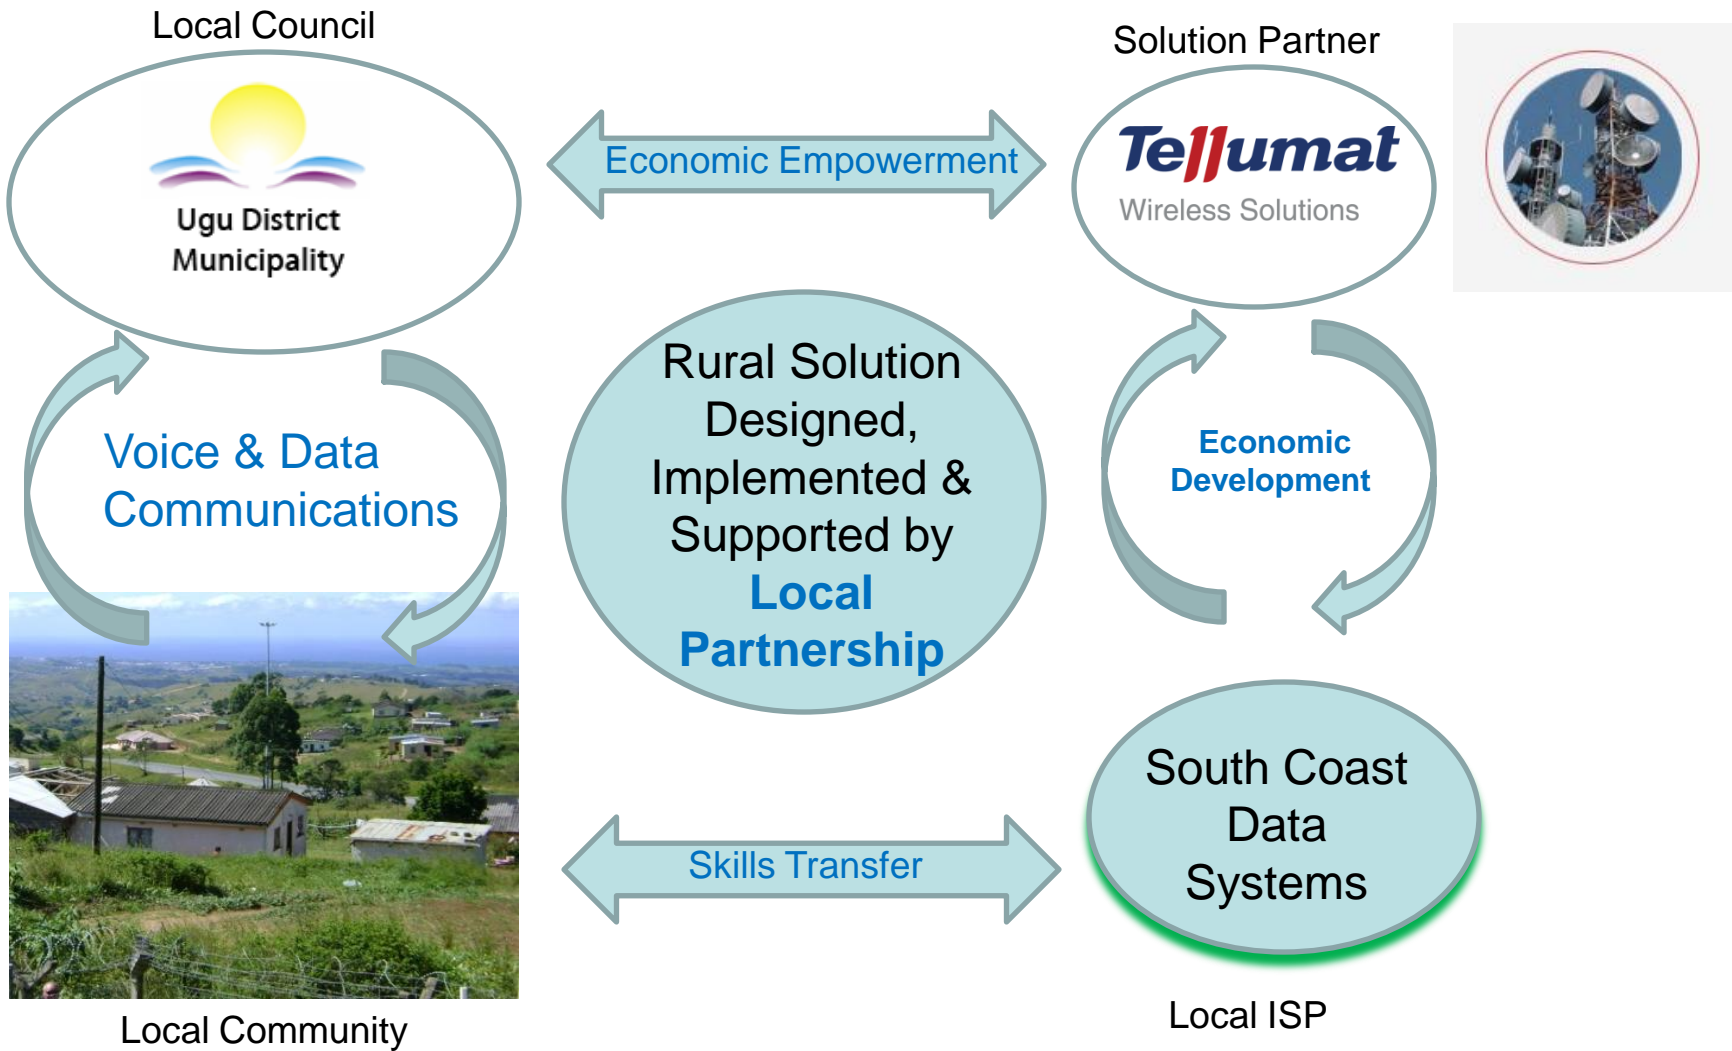 Local Council
Solution Partner
Ugu District
Municipality
Economic Empowerment
Tellumat
Wireless Solutions
Voice & Data
Communications
Rural Solution
Designed,
Implemented &
Supported by
Local
Partnership
Economic
Development
South Coast
Data
Systems
Skills Transfer
Local Community
Local ISP